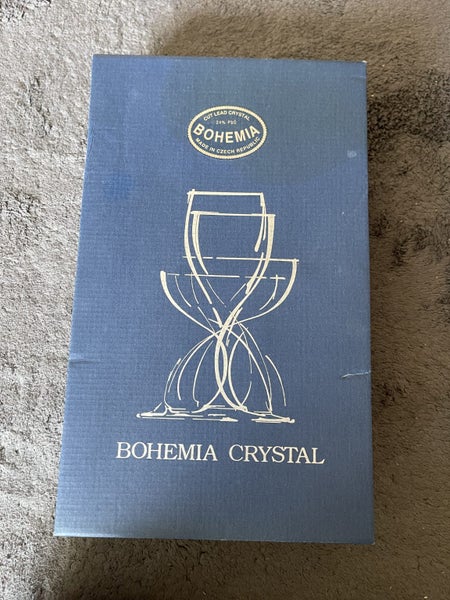 CUT LEAD CRYSTAL
24% PbO
BOHEMIA
MADE IN CZECH REPUBLIC
BOHEMIA CRYSTAL